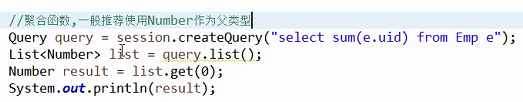 //聚合函数,一般推荐使用Number作为父类型
Query query = session.createQuery("select sum(e.uid) from Emp e");
List<Number> list = query.list();
Number result = list.get(0);
System.out.println(result);